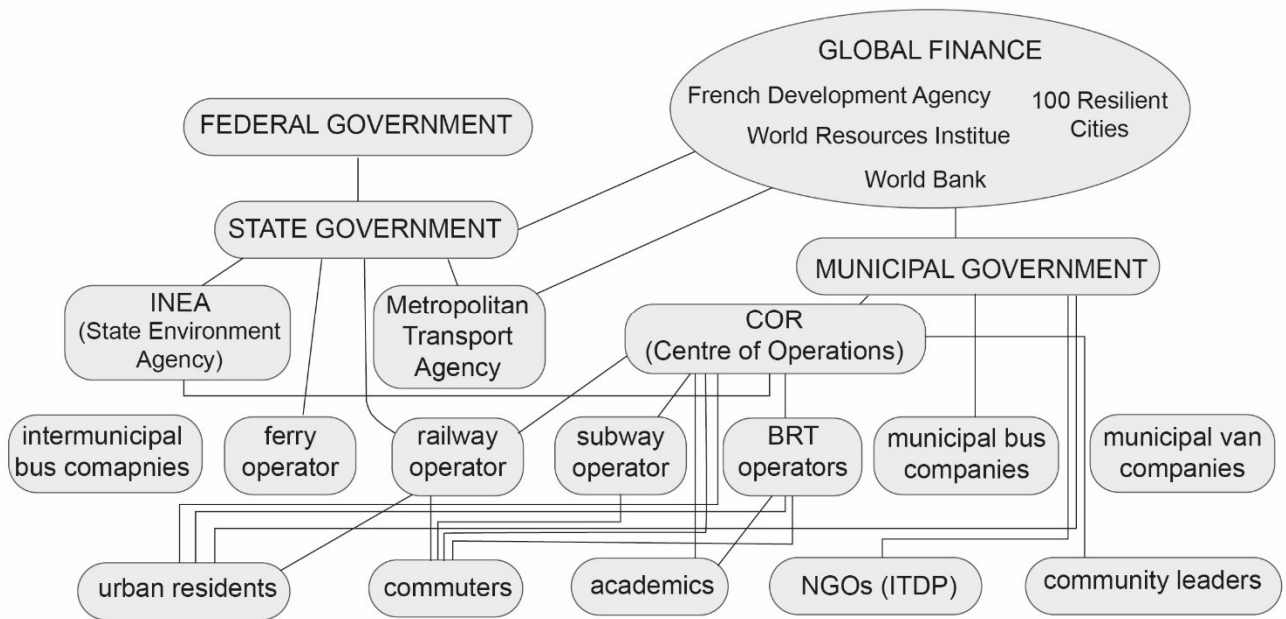 GLOBAL FINANCE
French Development Agency
100 Resilient
Cities
World Resources Institue
World Bank
FEDERAL GOVERNMENT
STATE GOVERNMENT
MUNICIPAL GOVERNMENT
INEA
(State Environment
Agency)
Metropolitan
Transport
Agency
COR
(Centre of Operations)
intermunicipal
bus comapnies
ferry
operator
railway
operator
subway
operator
BRT
operators
municipal bus
companies
municipal van
companies
urban residents
commuters
academics
NGOs (ITDP)
community leaders